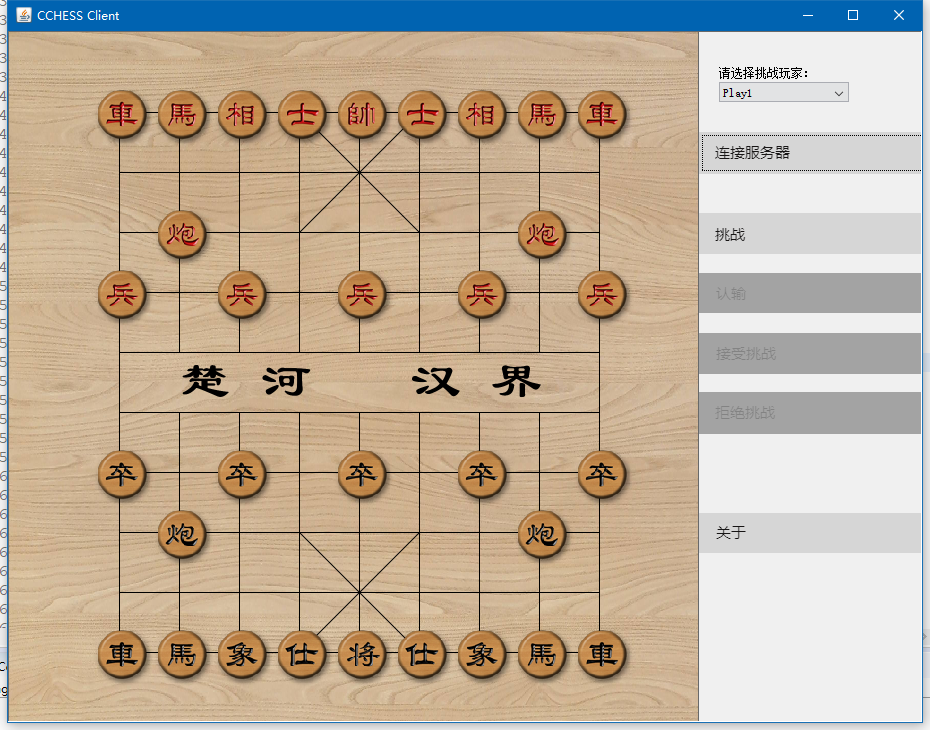 CCHESS Client
車馬相士帥士相馬車
炮 炮
兵 兵 兵 兵 兵
楚 河 汉 界
卒 卒 卒 卒 卒
炮 炮
車馬象仕将仕象馬車
请选择挑战玩家:
Play1
连接服务器
挑战
认输
接受挑战
拒绝挑战
关于